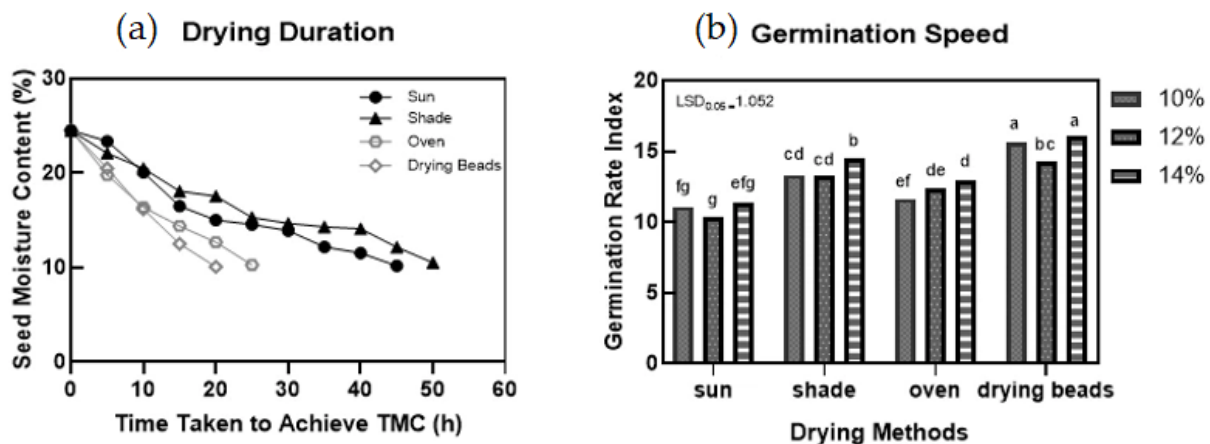 (a) Drying Duration
Seed Moisture Content (%)
30
20
10
0
Sun
Shade
Oven
Drying Beads
0 10 20 30 40 50 60
Time Taken to Achieve TMC (h)
(b) Germination Speed
Germination Rate Index
20
15
10
5
0
LSD0.05=1.052
fg g efg cd cd b ef de d a bc a
sun shade oven drying beads
Drying Methods
10%
12%
14%